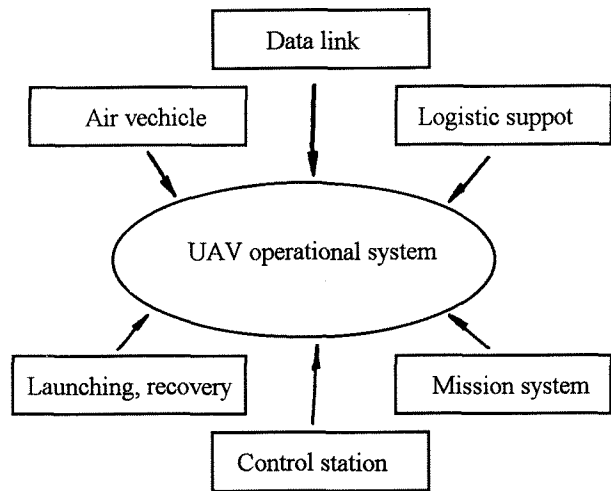 Data link
Air vechicle
Logistic suppot
UAV operational system
Launching, recovery
Mission system
Control station